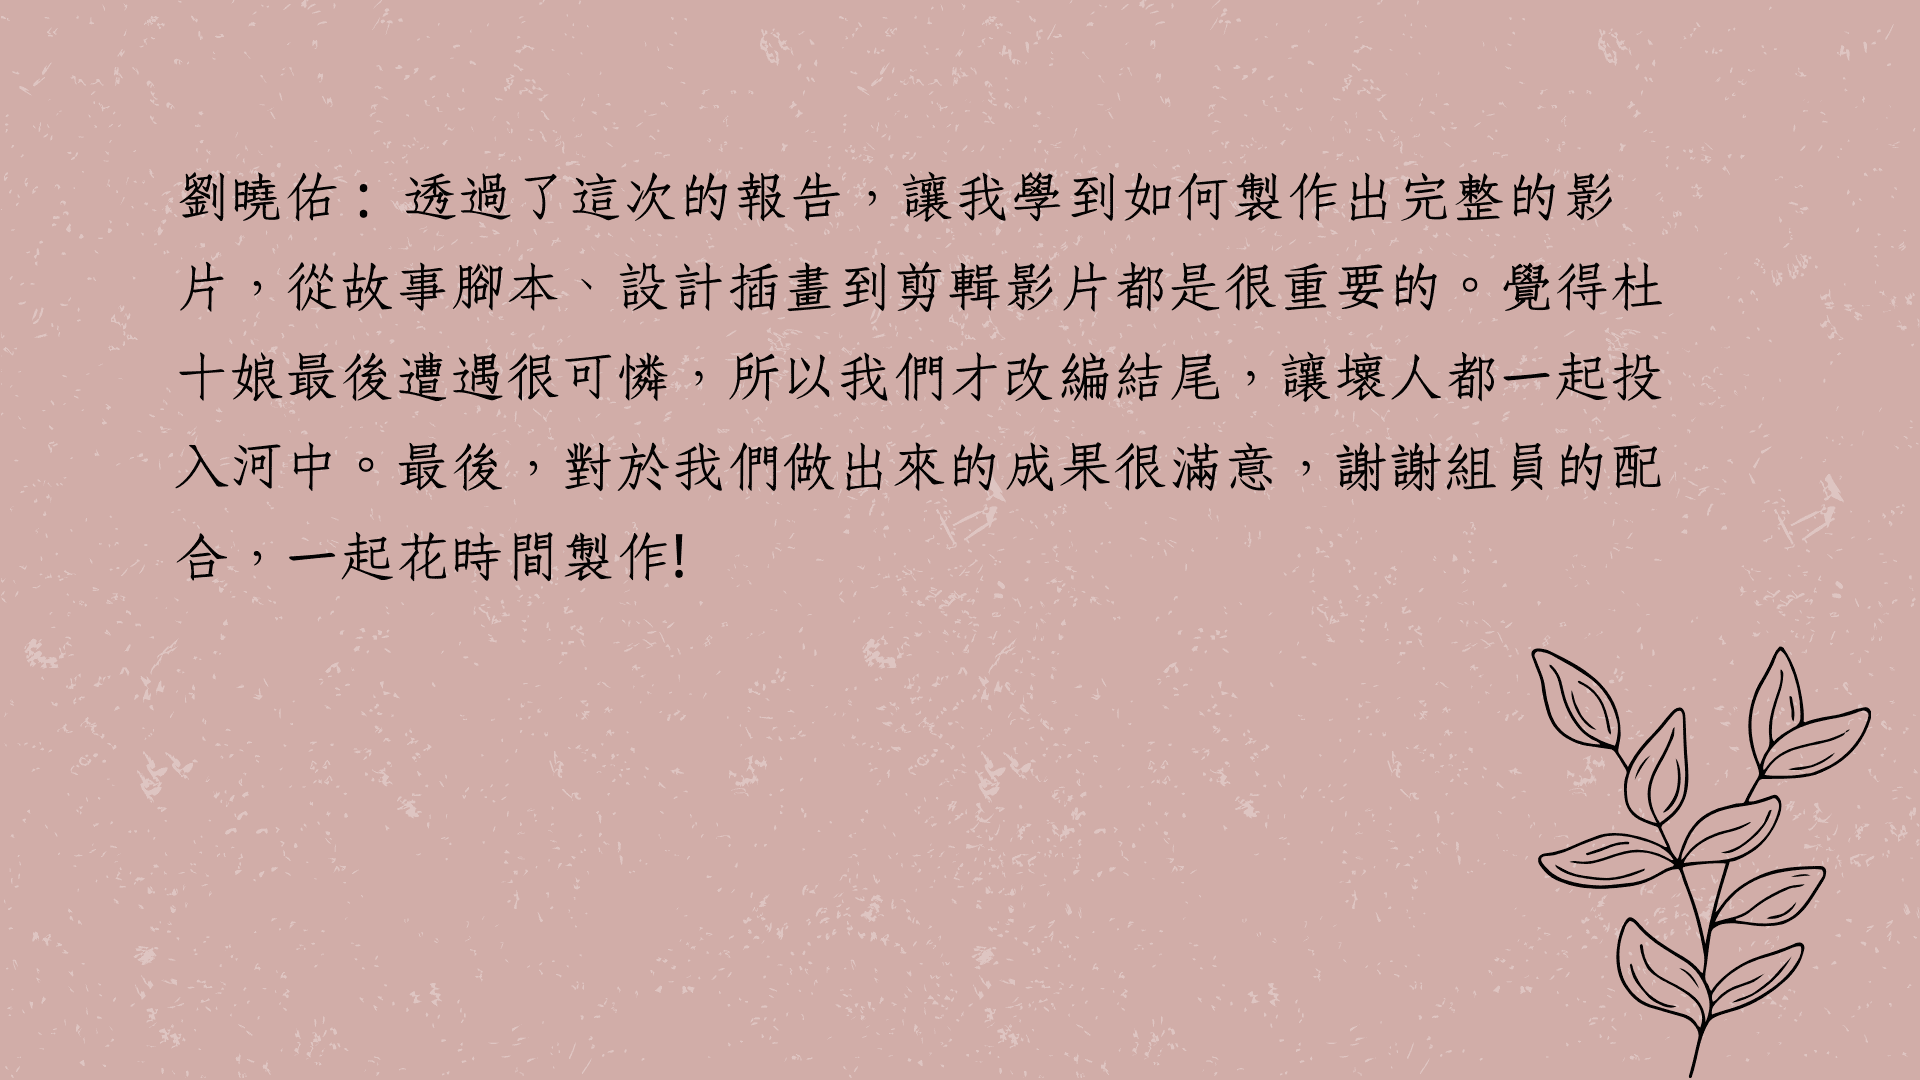 劉曉佑： 透過了這次的報告，讓我學到如何製作出完整的影
片，從故事腳本、設計插畫到剪輯影片都是很重要的。覺得杜
十娘最後遭遇很可憐，所以我們才改編結尾，讓壞人都一起投
入河中。最後，對於我們做出來的成果很滿意，謝謝組員的配
合，一起花時間製作!